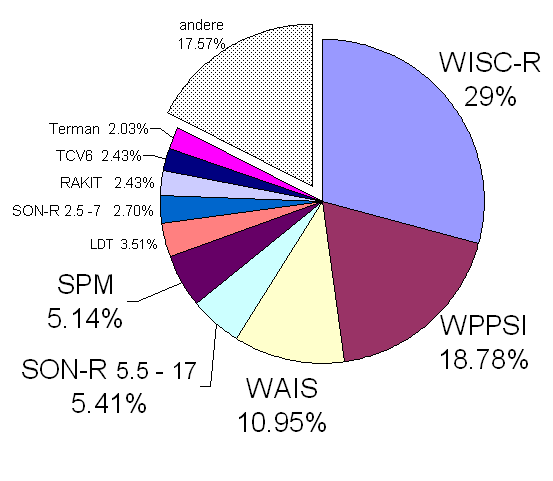 andere
17.57%
WISC-R
29%
Terman 2.03%
TCV6 2.43%
RAKIT 2.43%
SON-R 2.5 -7 2.70%
LDT 3.51%
SPM
5.14%
SON-R 5.5 - 17
5.41%
WAIS
10.95%
WPPSI
18.78%